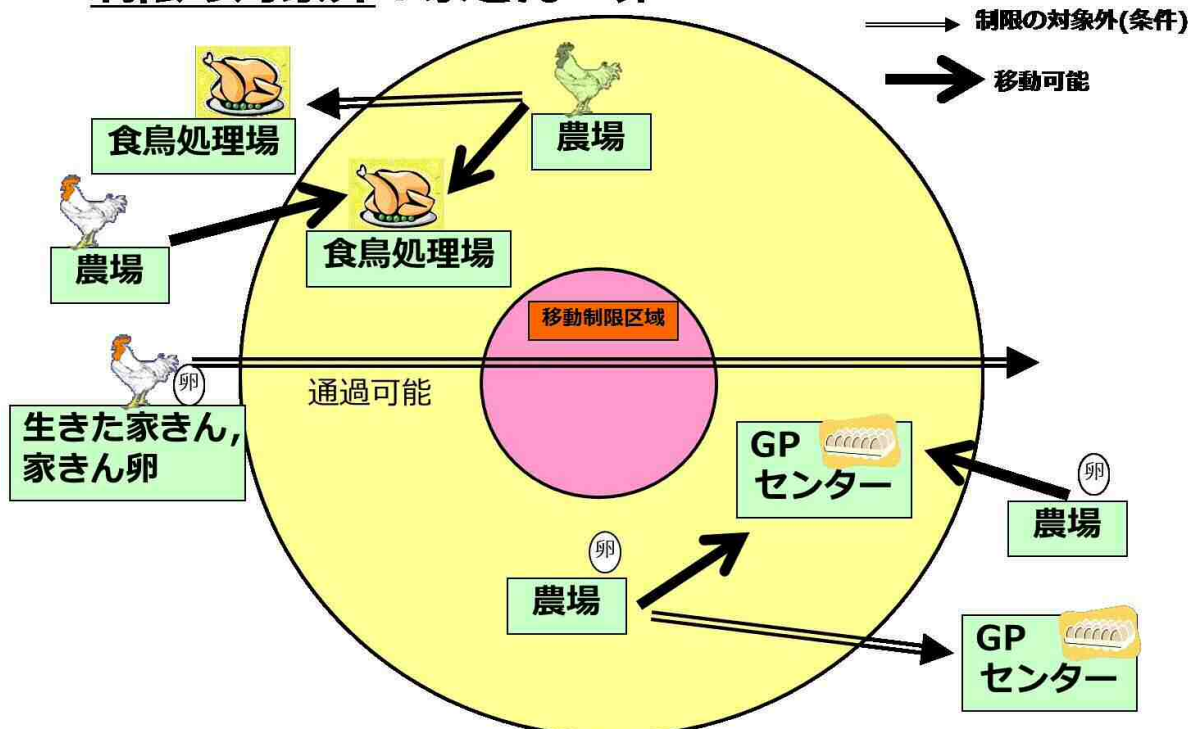 制限の対象外(条件)
移動可能
農場
食鳥処理場
食鳥処理場
農場
移動制限区域
卵
通過可能
生きた家きん,
家きん卵
GP
センター
卵
農場
卵
農場
GP
センター